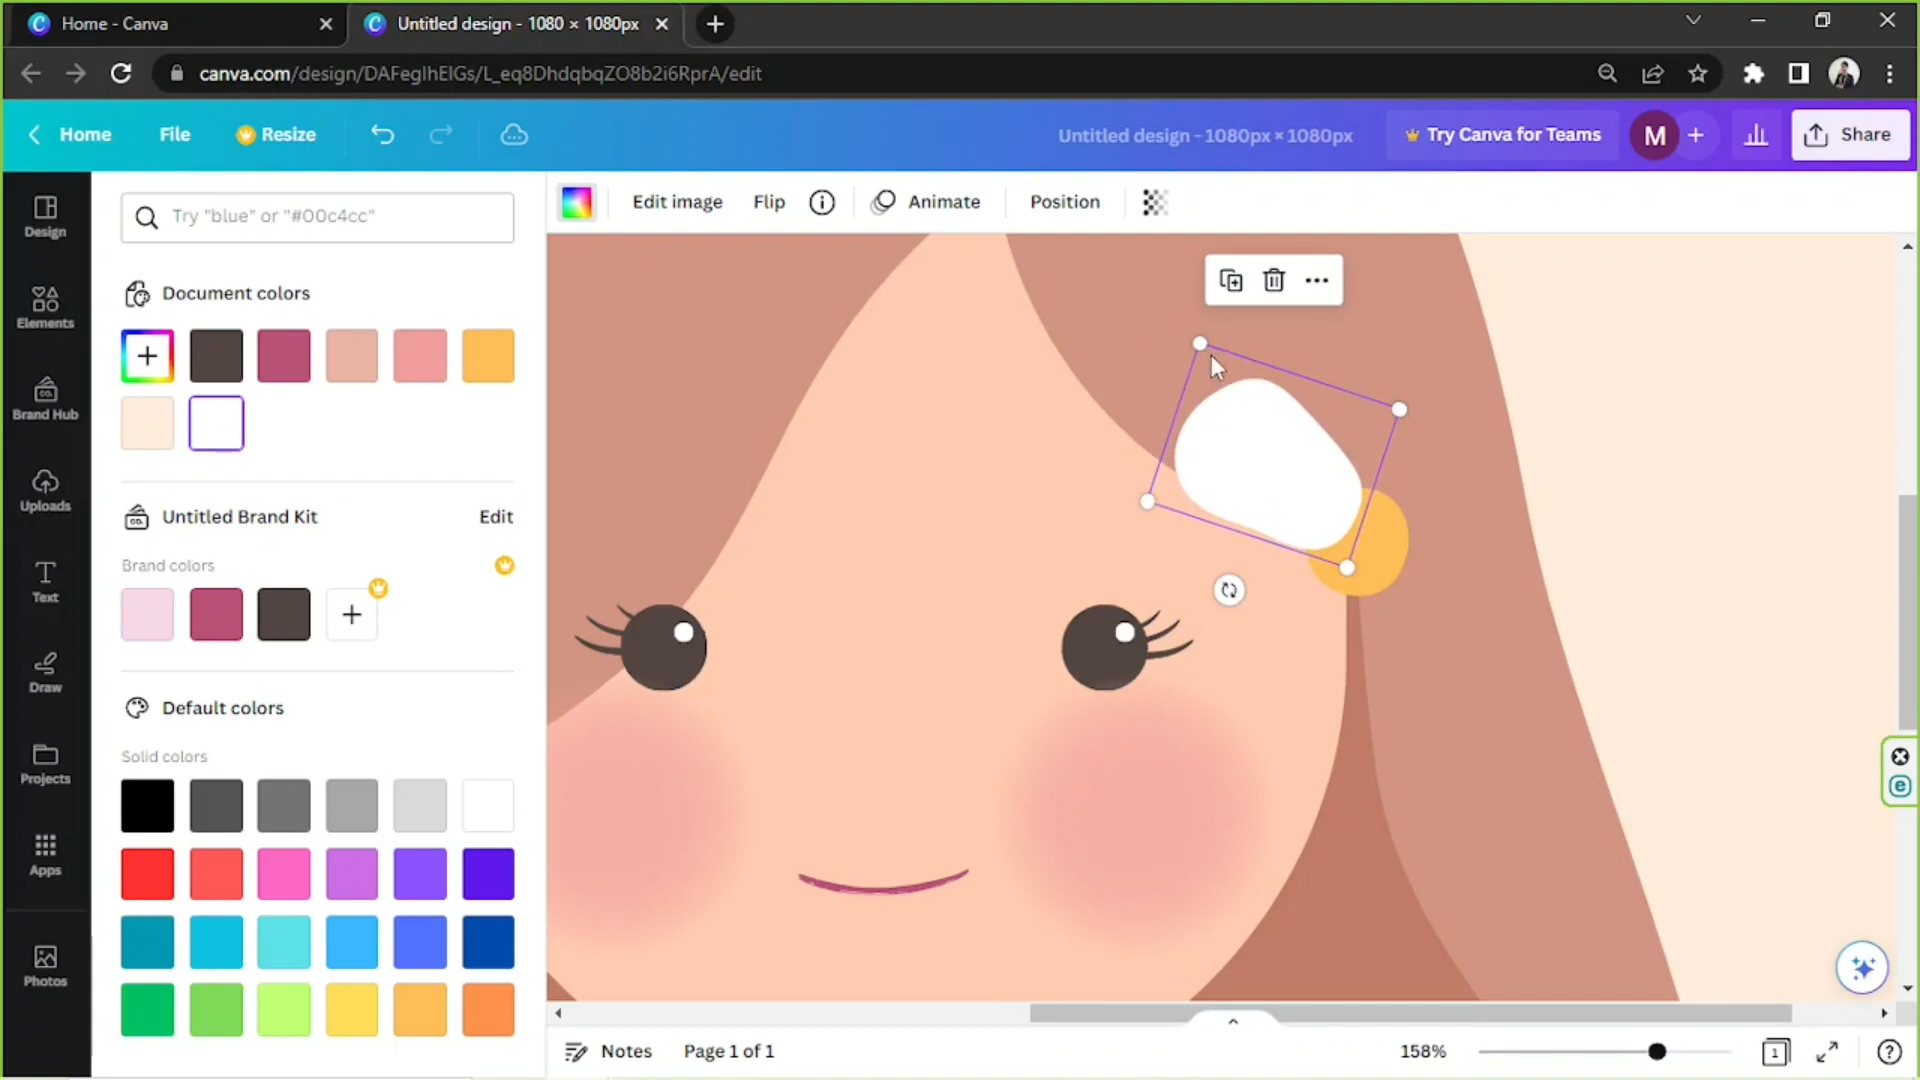 Home - Canva
Untitled design - 1080 × 1080px
canva.com/design/DAFeglhElGs/L_eq8DhdqbqZO8b2i6RprA/edit
Home
File
Resize
Untitled design - 1080px × 1080px
Try Canva for Teams
M
Share
Design
Elements
Brand Hub
Uploads
Text
Draw
Projects
Apps
Photos
Try "blue" or "#00c4cc"
Document colors
Untitled Brand Kit
Edit
Brand colors
Default colors
Solid colors
Edit image
Flip
Animate
Position
Notes
Page 1 of 1
158%
1